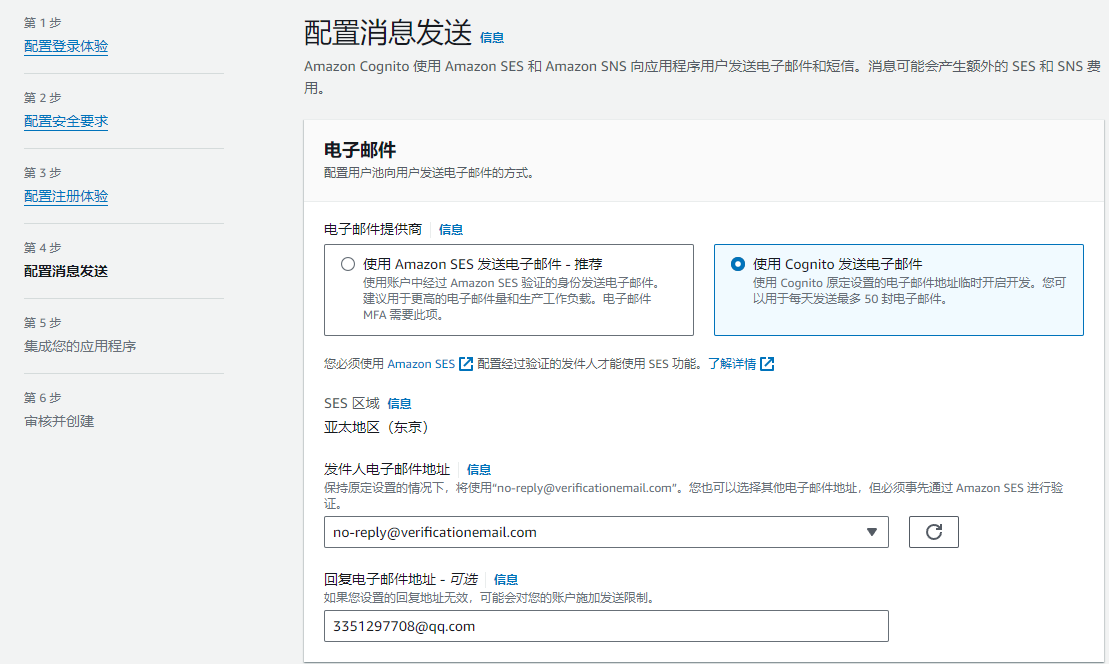 第 1 步
配置登录体验
第 2 步
配置安全要求
第 3 步
配置注册体验
第 4 步
配置消息发送
第 5 步
集成您的应用程序
第 6 步
审核并创建
配置消息发送 信息
Amazon Cognito 使用 Amazon SES 和 Amazon SNS 向应用程序用户发送电子邮件和短信。消息可能会产生额外的 SES 和 SNS 费
用。
电子邮件
配置用户池向用户发送电子邮件的方式。
电子邮件提供商 信息
使用 Amazon SES 发送电子邮件 - 推荐
使用账户中经过 Amazon SES 验证的身份发送电子邮件。
建议用于更高的电子邮件量和生产工作负载。电子邮件
MFA 需要此项。
使用 Cognito 发送电子邮件
使用 Cognito 原定设置的电子邮件地址临时开启开发。您可
以用于每天发送最多 50 封电子邮件。
您必须使用 Amazon SES 配置经过验证的发件人才能使用 SES 功能。了解详情
SES 区域 信息
亚太地区（东京）
发件人电子邮件地址 信息
保持原定设置的情况下，将使用“no-reply@verificationemail.com”。您也可以选择其他电子邮件地址，但必须事先通过 Amazon SES 进行验
证。
no-reply@verificationemail.com
回复电子邮件地址 - 可选 信息
如果您设置的回复地址无效，可能会对您的账户施加发送限制。
3351297708@qq.com